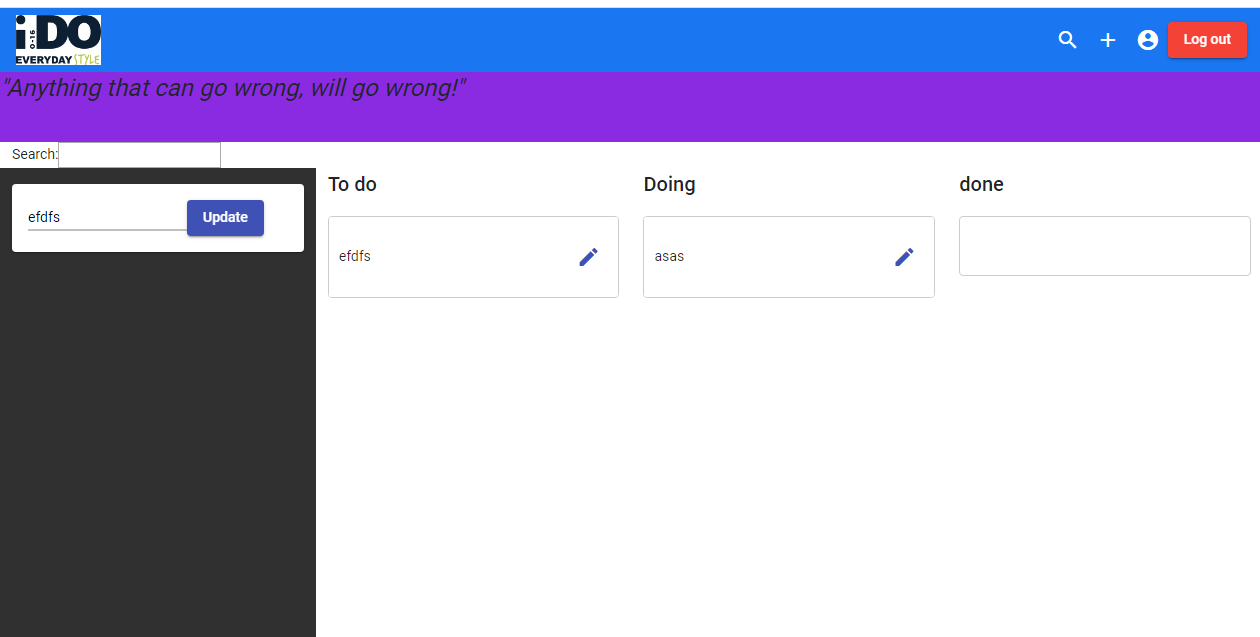 iDO
0-16
EVERYDAY STYLE
Log out
"Anything that can go wrong, will go wrong!"
Search:
efdfs
Update
To do
Doing
done
efdfs
asas